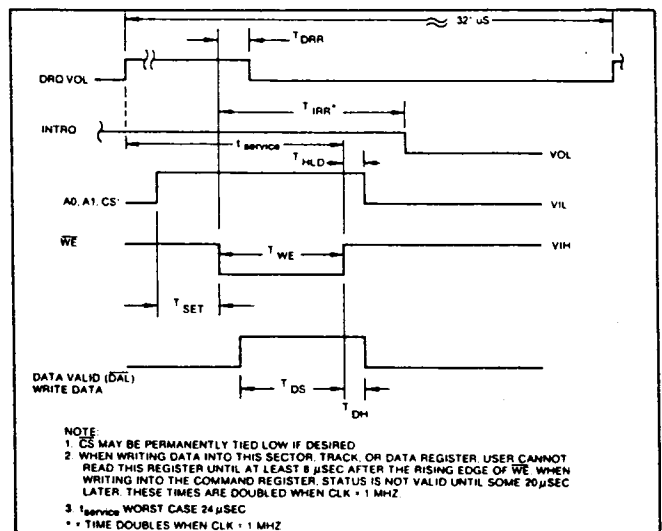 32* uS
T DRR
DRQ VOL
T IRR*
INTRQ
t service
T HLD
VOL
A0, A1, CS*
VIL
WE
T WE
VIH
T SET
DATA VALID (DAL)
WRITE DATA
T DS
T DH
NOTE:
1. CS MAY BE PERMANENTLY TIED LOW IF DESIRED
2. WHEN WRITING DATA INTO THIS SECTOR, TRACK, OR DATA REGISTER, USER CANNOT
READ THIS REGISTER UNTIL AT LEAST 8 µSEC AFTER THE RISING EDGE OF WE. WHEN
WRITING INTO THE COMMAND REGISTER, STATUS IS NOT VALID UNTIL SOME 20 µSEC
LATER. THESE TIMES ARE DOUBLED WHEN CLK = 1 MHZ.
3. t service WORST CASE 24 µSEC
* = TIME DOUBLES WHEN CLK = 1 MHZ